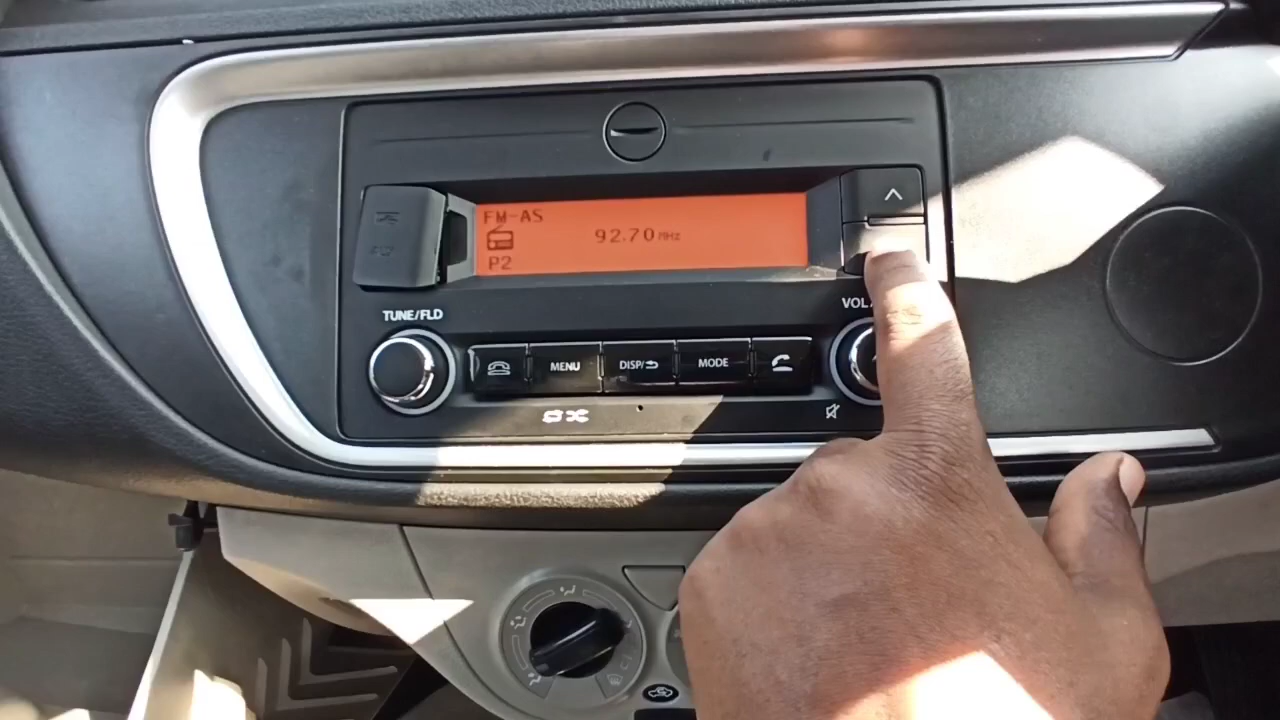 FM-AS
92.70 MHz
P2
TUNE/FLD
VOL
MENU
DISP/
MODE